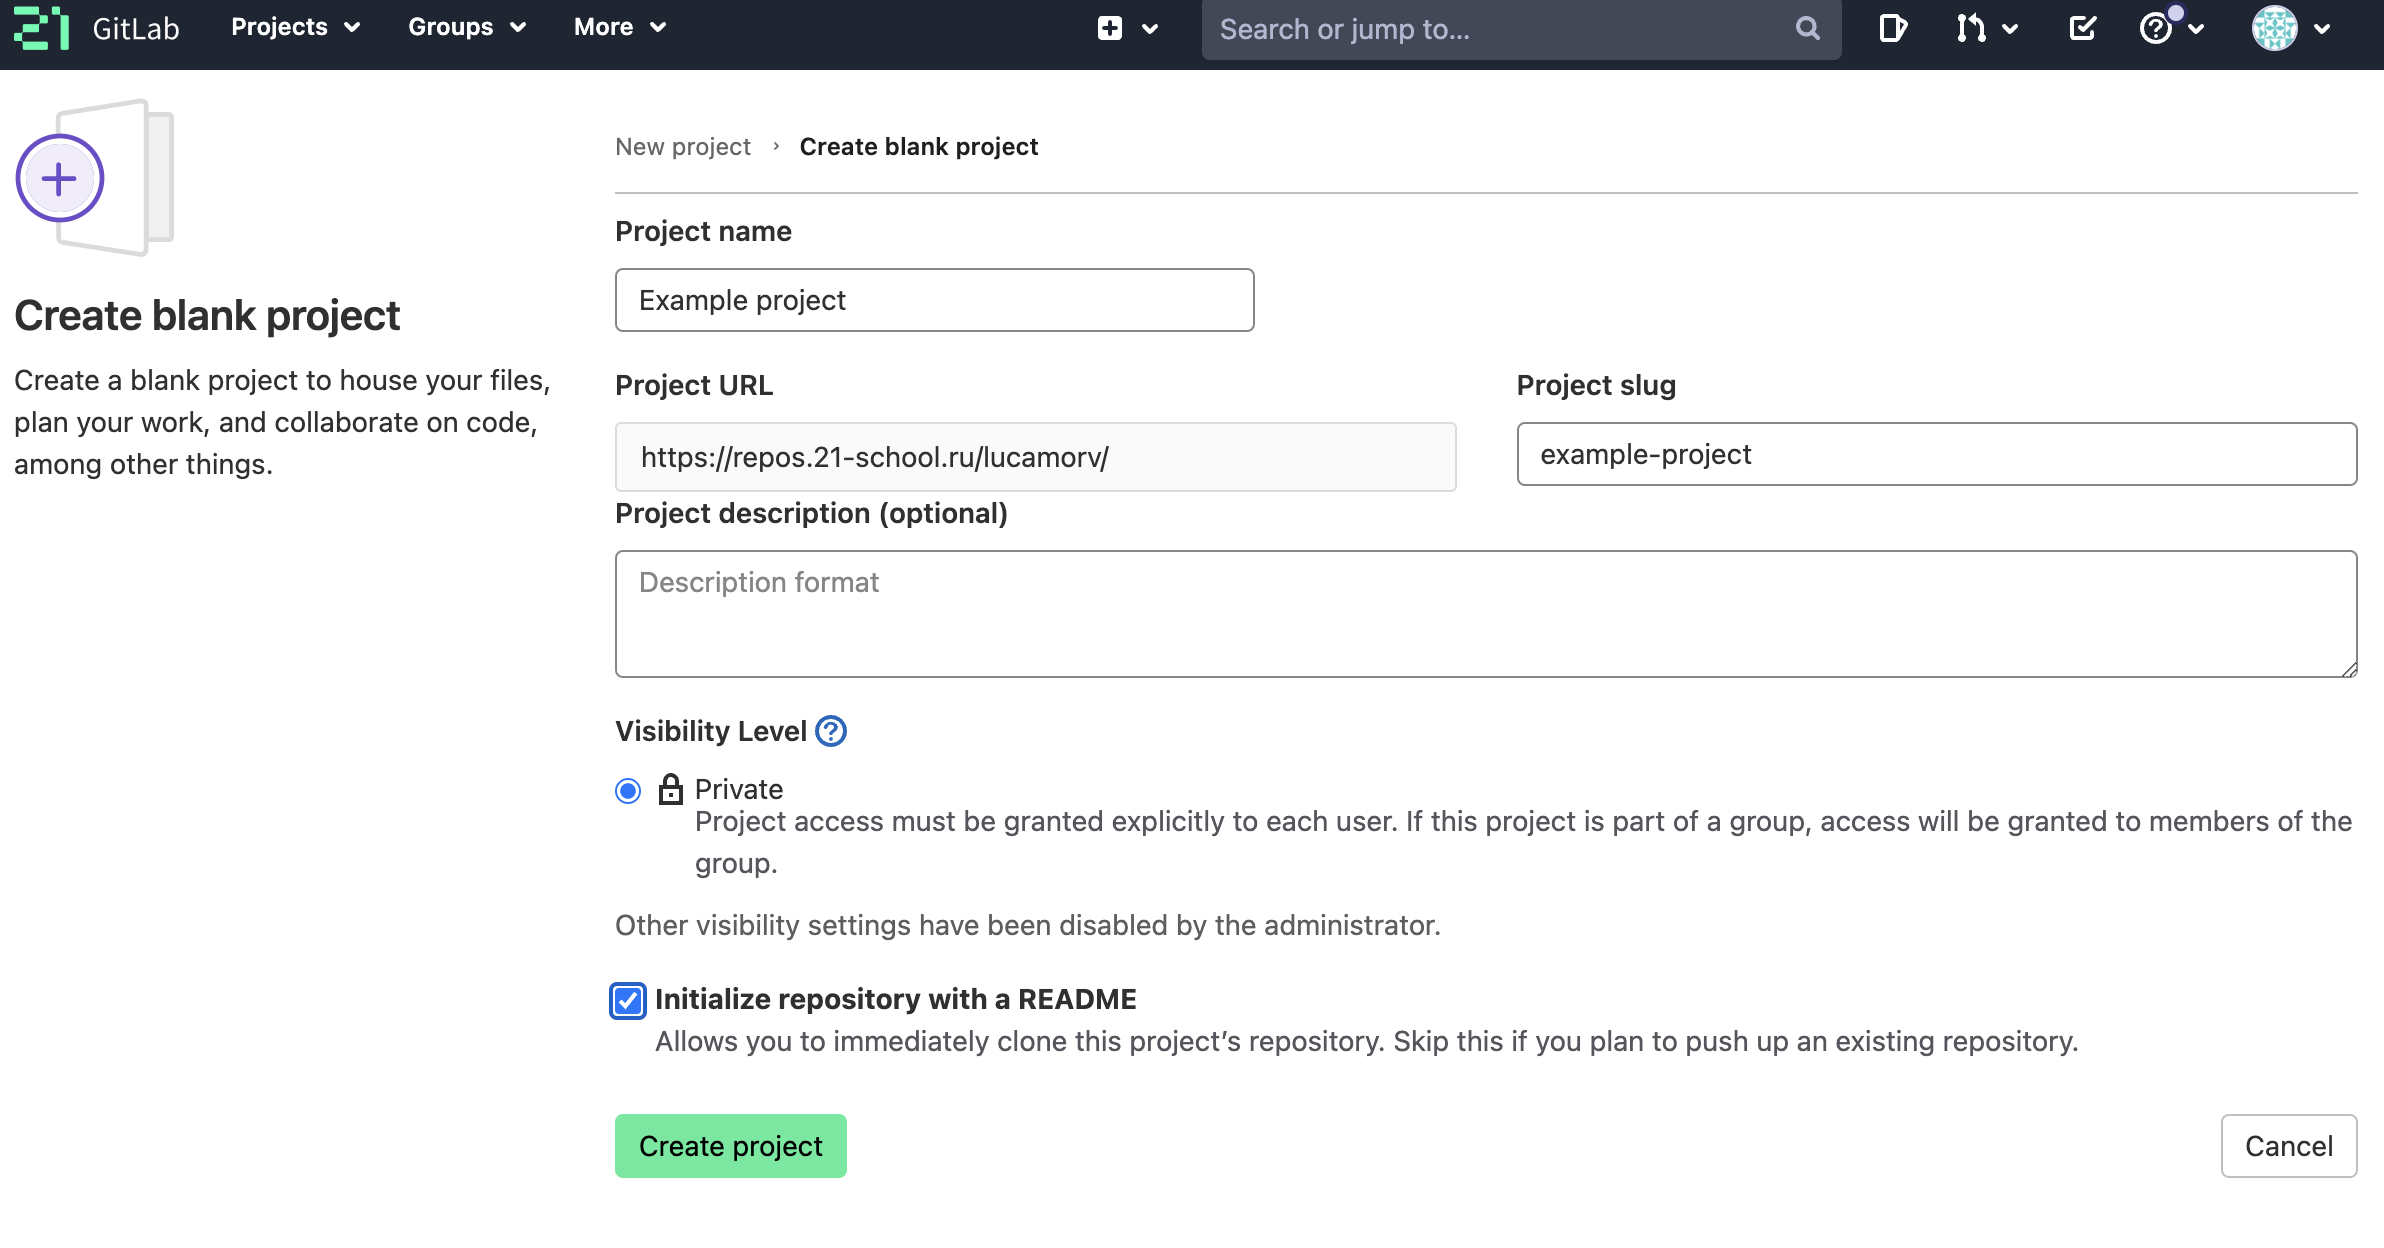 21 GitLab Projects Groups More Search or jump to...
New project › Create blank project
Project name
Example project
Create blank project
Create a blank project to house your files,
plan your work, and collaborate on code,
among other things.
Project URL
Project slug
https://repos.21-school.ru/lucamorv/
example-project
Project description (optional)
Description format
Visibility Level
Private
Project access must be granted explicitly to each user. If this project is part of a group, access will be granted to members of the
group.
Other visibility settings have been disabled by the administrator.
Initialize repository with a README
Allows you to immediately clone this project’s repository. Skip this if you plan to push up an existing repository.
Create project
Cancel